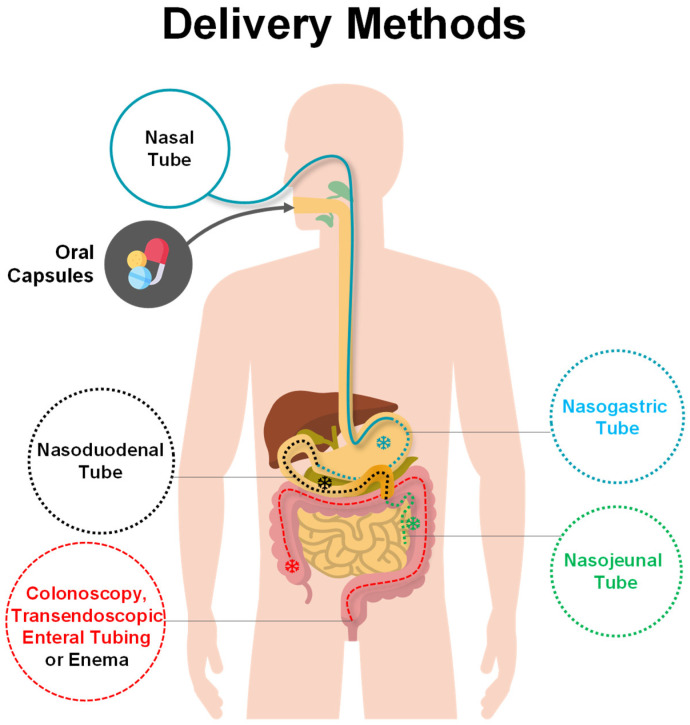 Delivery Methods
Nasal
Tube
Oral
Capsules
Nasogastric
Tube
Nasoduodenal
Tube
Nasojeunal
Tube
Colonoscopy,
Transendoscopic
Enteral Tubing
or Enema